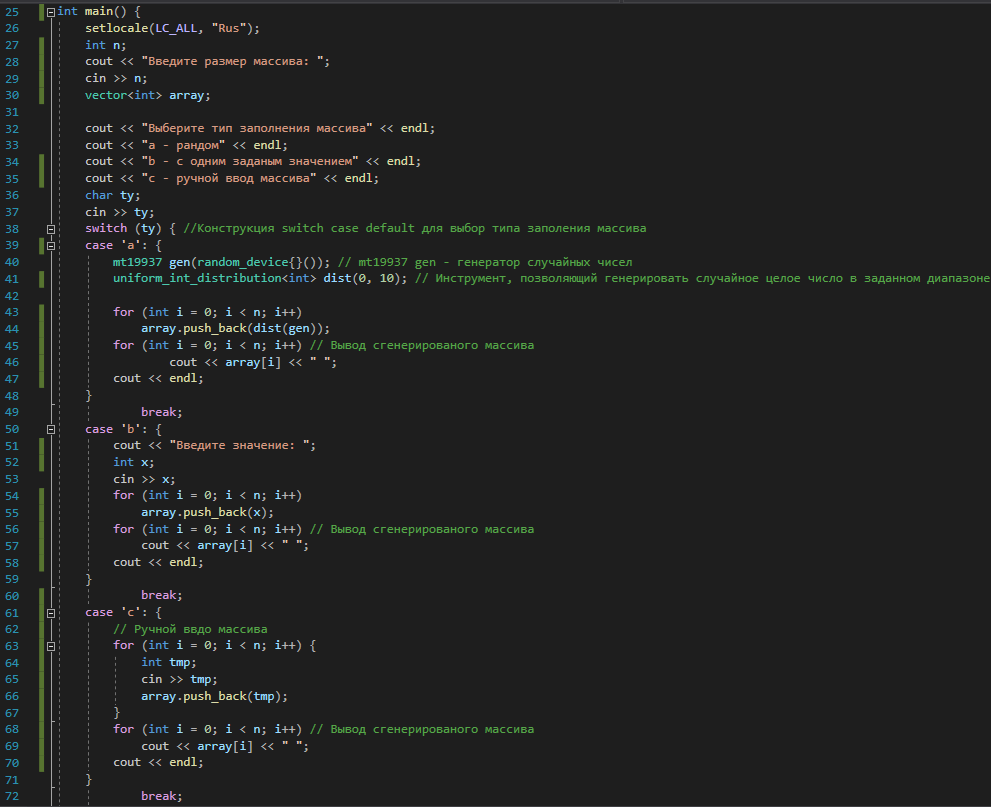 25 int main() {
26 setlocale(LC_ALL, "Rus");
27 int n;
28 cout << "Введите размер массива: ";
29 cin >> n;
30 vector<int> array;
31
32 cout << "Выберите тип заполнения массива" << endl;
33 cout << "a - рандом" << endl;
34 cout << "b - с одним заданым значением" << endl;
35 cout << "c - ручной ввод массива" << endl;
36 char ty;
37 cin >> ty;
38 switch (ty) { //Конструкция switch case default для выбор типа заполения массива
39 case 'a': {
40 mt19937 gen(random_device{}()); // mt19937 gen - генератор случайных чисел
41 uniform_int_distribution<int> dist(0, 10); // Инструмент, позволяющий генерировать случайное целое число в заданном диапазоне
42
43 for (int i = 0; i < n; i++)
44 array.push_back(dist(gen));
45 for (int i = 0; i < n; i++) // Вывод сгенерированого массива
46 cout << array[i] << " ";
47 cout << endl;
48 }
49 break;
50 case 'b': {
51 cout << "Введите значение: ";
52 int x;
53 cin >> x;
54 for (int i = 0; i < n; i++)
55 array.push_back(x);
56 for (int i = 0; i < n; i++) // Вывод сгенерированого массива
57 cout << array[i] << " ";
58 cout << endl;
59 }
60 break;
61 case 'c': {
62 // Ручной ввдо массива
63 for (int i = 0; i < n; i++) {
64 int tmp;
65 cin >> tmp;
66 array.push_back(tmp);
67 }
68 for (int i = 0; i < n; i++) // Вывод сгенерированого массива
69 cout << array[i] << " ";
70 cout << endl;
71 }
72 break;